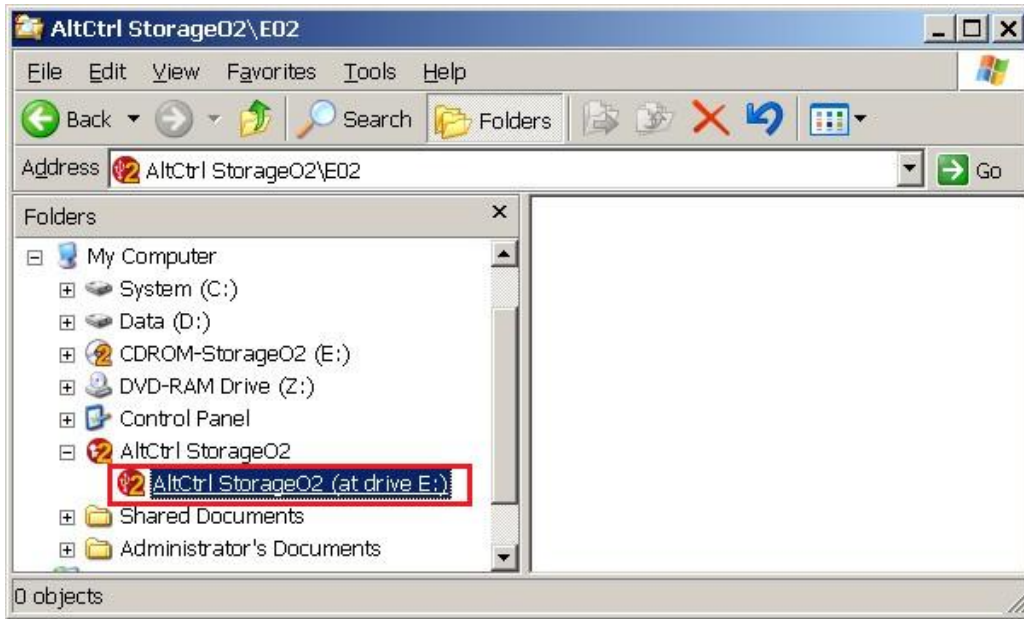 AltCtrl StorageO2\E02
File Edit View Favorites Tools Help
Back Search Folders
Address AltCtrl StorageO2\E02 Go
Folders
My Computer
System (C:)
Data (D:)
CDROM-StorageO2 (E:)
DVD-RAM Drive (Z:)
Control Panel
AltCtrl StorageO2
AltCtrl StorageO2 (at drive E:)
Shared Documents
Administrator's Documents
0 objects